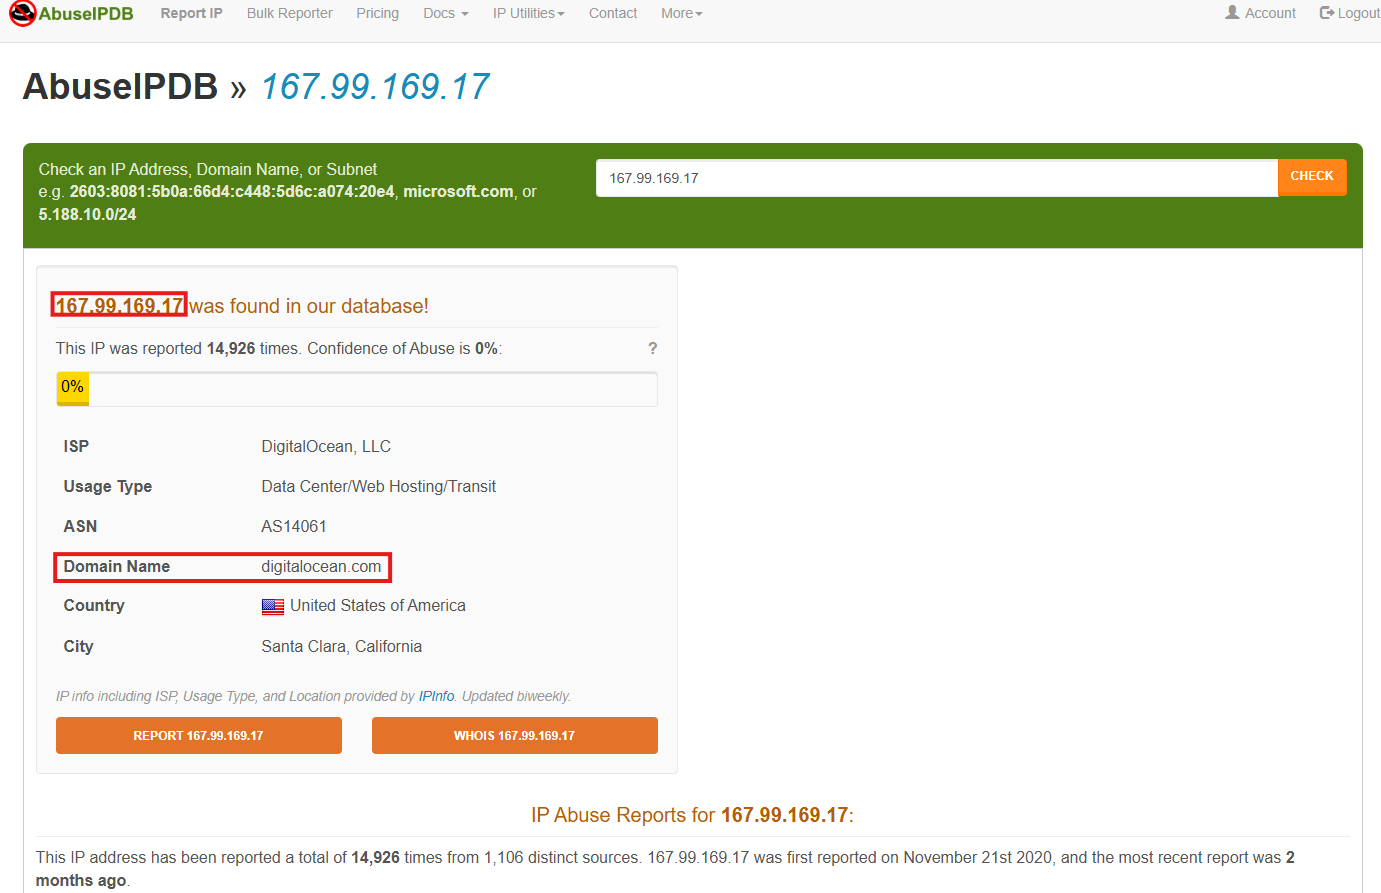 AbuseIPDB Report IP Bulk Reporter Pricing Docs IP Utilities Contact More Account Logout
AbuseIPDB » 167.99.169.17
Check an IP Address, Domain Name, or Subnet
e.g. 2603:8081:5b0a:66d4:c448:5d6c:a074:20e4, microsoft.com, or
5.188.10.0/24
167.99.169.17 CHECK
167.99.169.17 was found in our database!
This IP was reported 14,926 times. Confidence of Abuse is 0%: ?
0%
ISP DigitalOcean, LLC
Usage Type Data Center/Web Hosting/Transit
ASN AS14061
Domain Name digitalocean.com
Country United States of America
City Santa Clara, California
IP info including ISP, Usage Type, and Location provided by IPInfo. Updated biweekly.
REPORT 167.99.169.17 WHOIS 167.99.169.17
IP Abuse Reports for 167.99.169.17:
This IP address has been reported a total of 14,926 times from 1,106 distinct sources. 167.99.169.17 was first reported on November 21st 2020, and the most recent report was 2
months ago.